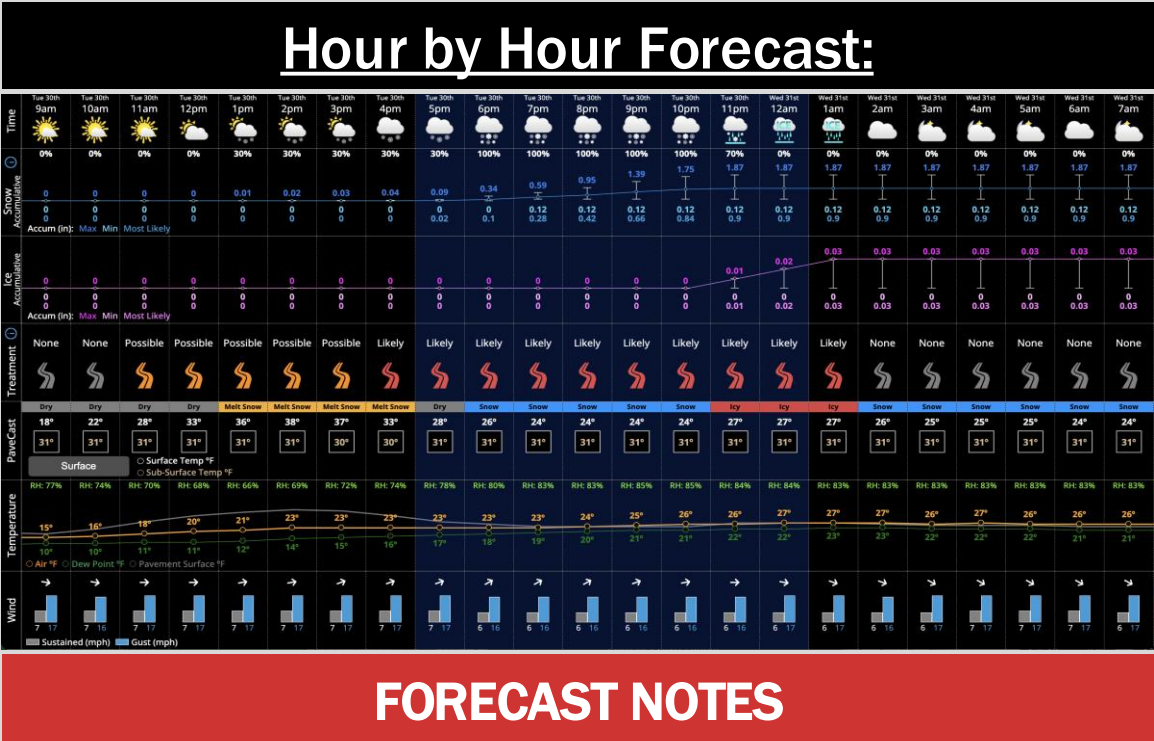 Hour by Hour Forecast:
Time
Tue 30th Tue 30th Tue 30th Tue 30th Tue 30th Tue 30th Tue 30th Tue 30th Tue 30th Tue 30th Tue 30th Tue 30th Tue 30th Tue 30th Tue 30th Wed 31st Wed 31st Wed 31st Wed 31st Wed 31st Wed 31st Wed 31st Wed 31st
9am 10am 11am 12pm 1pm 2pm 3pm 4pm 5pm 6pm 7pm 8pm 9pm 10pm 11pm 12am 1am 2am 3am 4am 5am 6am 7am
ICE ICE
0% 0% 0% 0% 30% 30% 30% 30% 30% 100% 100% 100% 100% 100% 70% 0% 0% 0% 0% 0% 0% 0% 0%
Snow
Accumulative
0 0 0 0 0.01 0.02 0.03 0.04 0.09 0.34 0.59 0.95 1.39 1.75 1.87 1.87 1.87 1.87 1.87 1.87 1.87 1.87 1.87
0 0 0 0 0 0 0 0 0 0 0.12 0.12 0.12 0.12 0.12 0.12 0.12 0.12 0.12 0.12 0.12 0.12 0.12
0 0 0 0 0 0 0 0 0.02 0.1 0.28 0.42 0.66 0.84 0.9 0.9 0.9 0.9 0.9 0.9 0.9 0.9 0.9
Accum (in): Max Min Most Likely
Ice
Accumulative
0 0 0 0 0 0 0 0 0 0 0 0 0 0 0.01 0.02 0.03 0.03 0.03 0.03 0.03 0.03 0.03
0 0 0 0 0 0 0 0 0 0 0 0 0 0 0 0 0 0 0 0 0 0 0
0 0 0 0 0 0 0 0 0 0 0 0 0 0 0.01 0.02 0.03 0.03 0.03 0.03 0.03 0.03 0.03
Accum (in): Max Min Most Likely
Treatment
None None Possible Possible Possible Possible Possible Likely Likely Likely Likely Likely Likely Likely Likely Likely Likely None None None None None None
PaveCast
Dry Dry Dry Dry Melt Snow Melt Snow Melt Snow Melt Snow Dry Snow Snow Snow Snow Snow Icy Icy Icy Snow Snow Snow Snow Snow Snow
18° 22° 28° 33° 36° 38° 37° 33° 28° 26° 24° 24° 24° 24° 27° 27° 27° 26° 25° 25° 25° 24° 24°
31° 31° 31° 31° 31° 31° 30° 30° 31° 31° 31° 31° 31° 31° 31° 31° 31° 31° 31° 31° 31° 31° 31°
Surface
Surface Temp °F
Sub-Surface Temp °F
Temperature
RH: 77% RH: 74% RH: 70% RH: 68% RH: 66% RH: 69% RH: 72% RH: 74% RH: 78% RH: 80% RH: 83% RH: 83% RH: 85% RH: 85% RH: 84% RH: 84% RH: 83% RH: 83% RH: 83% RH: 83% RH: 83% RH: 83% RH: 83%
15° 16° 18° 20° 21° 23° 23° 23° 23° 23° 23° 24° 25° 26° 26° 27° 27° 27° 26° 27° 26° 26° 26°
10° 10° 11° 11° 12° 14° 15° 16° 17° 18° 19° 20° 21° 21° 22° 22° 23° 23° 22° 22° 22° 21° 21°
Air °F Dew Point °F Pavement Surface °F
Wind
7 17 7 16 7 17 7 17 7 17 7 17 7 17 7 17 7 17 6 16 6 16 6 16 6 16 6 16 6 16 6 16 6 17 6 17 6 17 6 17 7 17 7 17 6 17
Sustained (mph) Gust (mph)
FORECAST NOTES